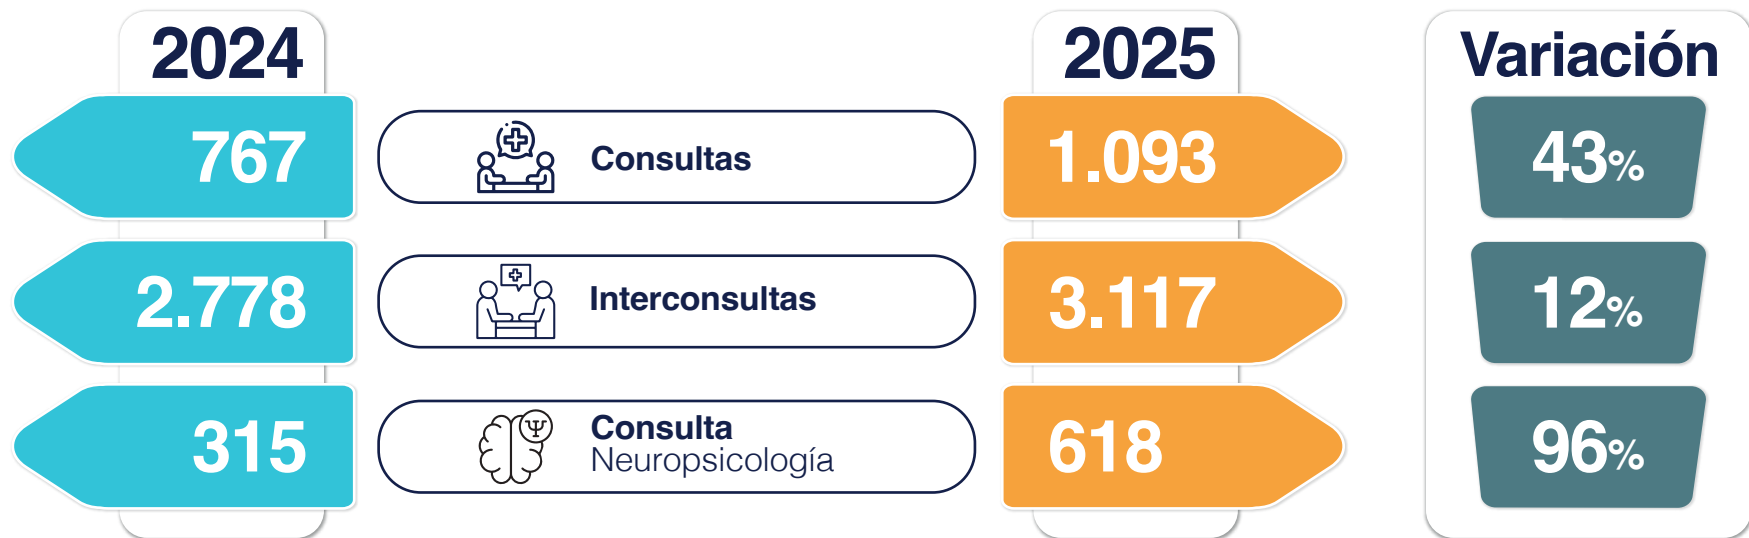 2024 2025 Variación
767 Consultas 1.093 43%
2.778 Interconsultas 3.117 12%
315 Consulta
Neuropsicología 618 96%